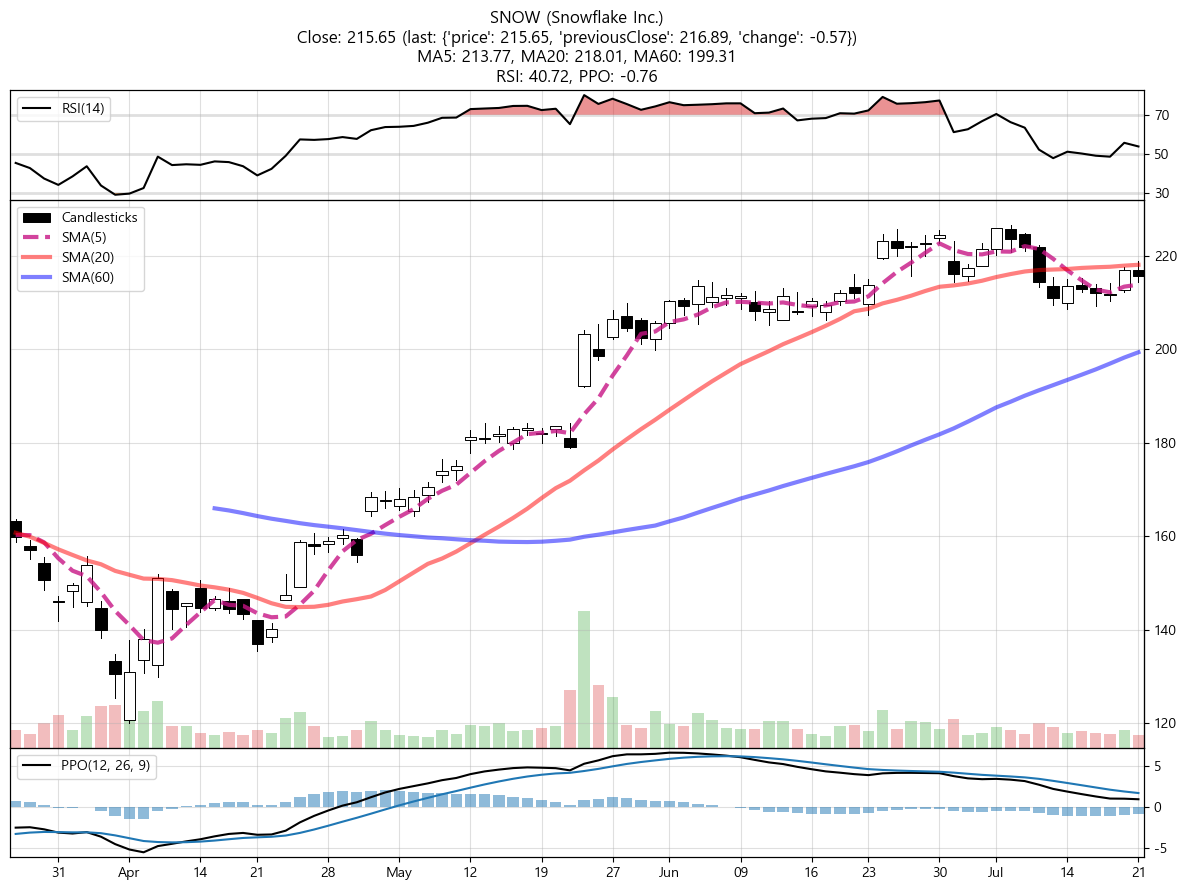 SNOW (Snowflake Inc.)
Close: 215.65 (last: {'price': 215.65, 'previousClose': 216.89, 'change': -0.57})
MA5: 213.77, MA20: 218.01, MA60: 199.31
RSI: 40.72, PPO: -0.76
RSI(14)
70
50
30
Candlesticks
SMA(5)
SMA(20)
SMA(60)
220
200
180
160
140
120
PPO(12, 26, 9)
5
0
-5
31 Apr 14 21 28 May 12 19 27 Jun 09 16 23 30 Jul 14 21